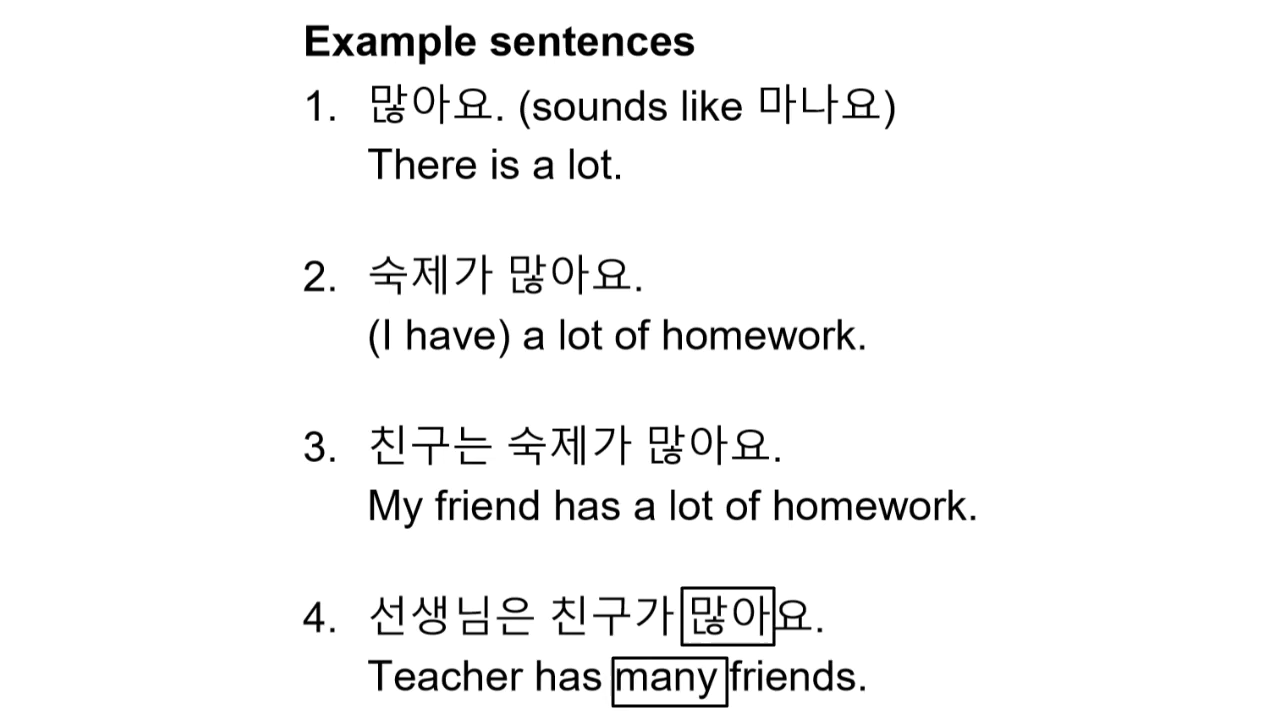 Example sentences
1. 많아요. (sounds like 마나요)
There is a lot.
2. 숙제가 많아요.
(I have) a lot of homework.
3. 친구는 숙제가 많아요.
My friend has a lot of homework.
4. 선생님은 친구가 많아요.
Teacher has many friends.